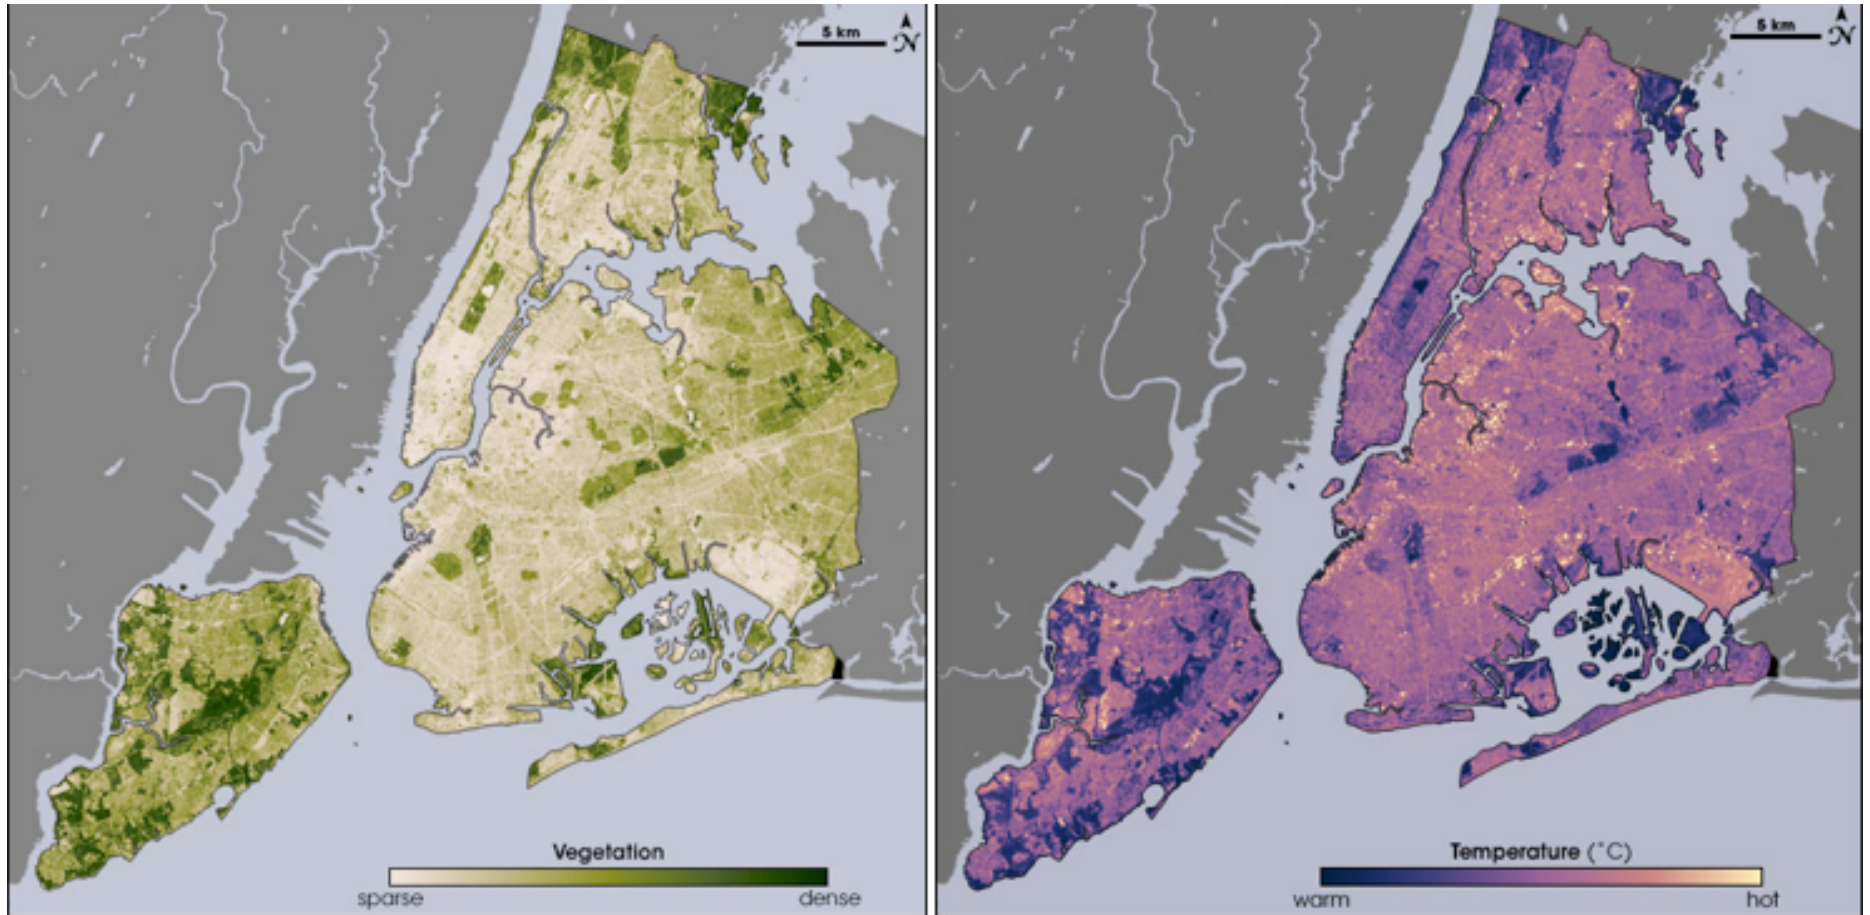 5 km
N
Vegetation
sparse
dense
5 km
N
Temperature (°C)
warm
hot